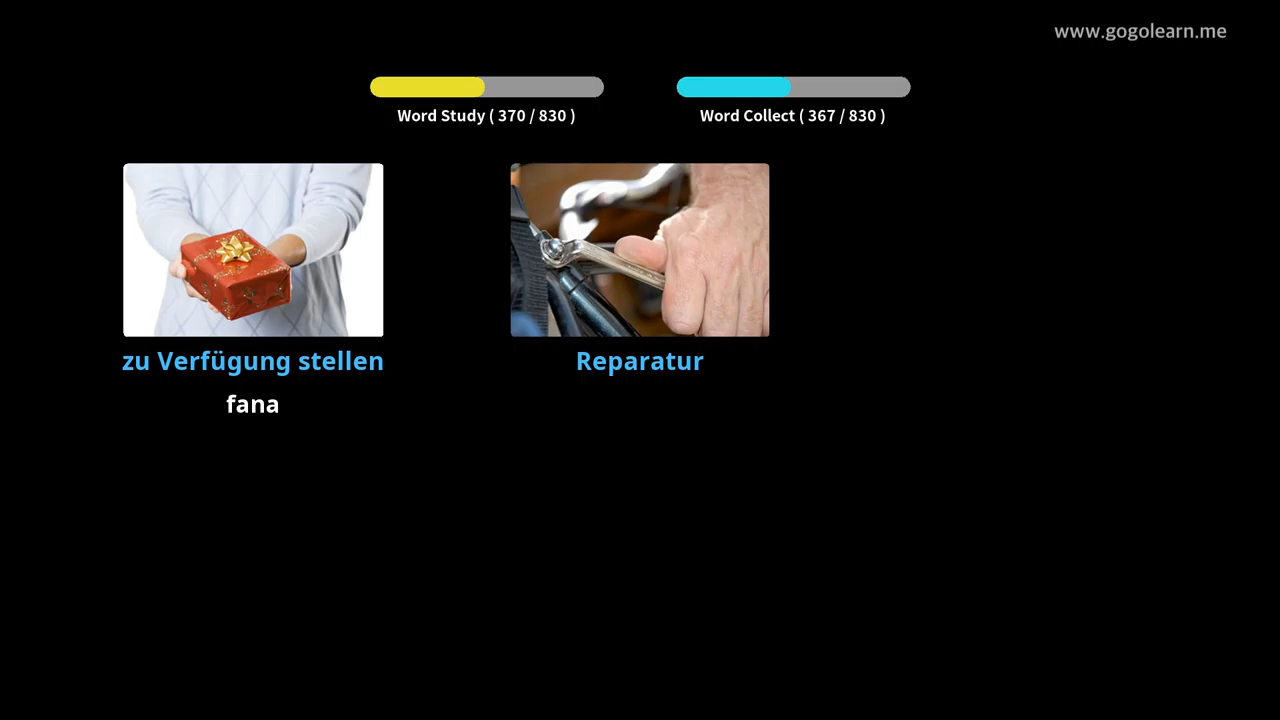 www.gogolearn.me
Word Study ( 370 / 830 )
Word Collect ( 367 / 830 )
zu Verfügung stellen
Reparatur
fana